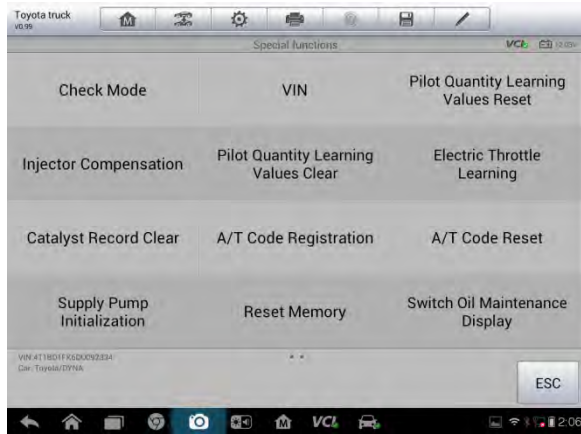 Toyota truck
V0.99
Special functions
VCI
Check Mode
VIN
Pilot Quantity Learning
Values Reset
Injector Compensation
Pilot Quantity Learning
Values Clear
Electric Throttle
Learning
Catalyst Record Clear
A/T Code Registration
A/T Code Reset
Supply Pump
Initialization
Reset Memory
Switch Oil Maintenance
Display
Car: Toyota/DYNA
ESC
M
VCI
2:06